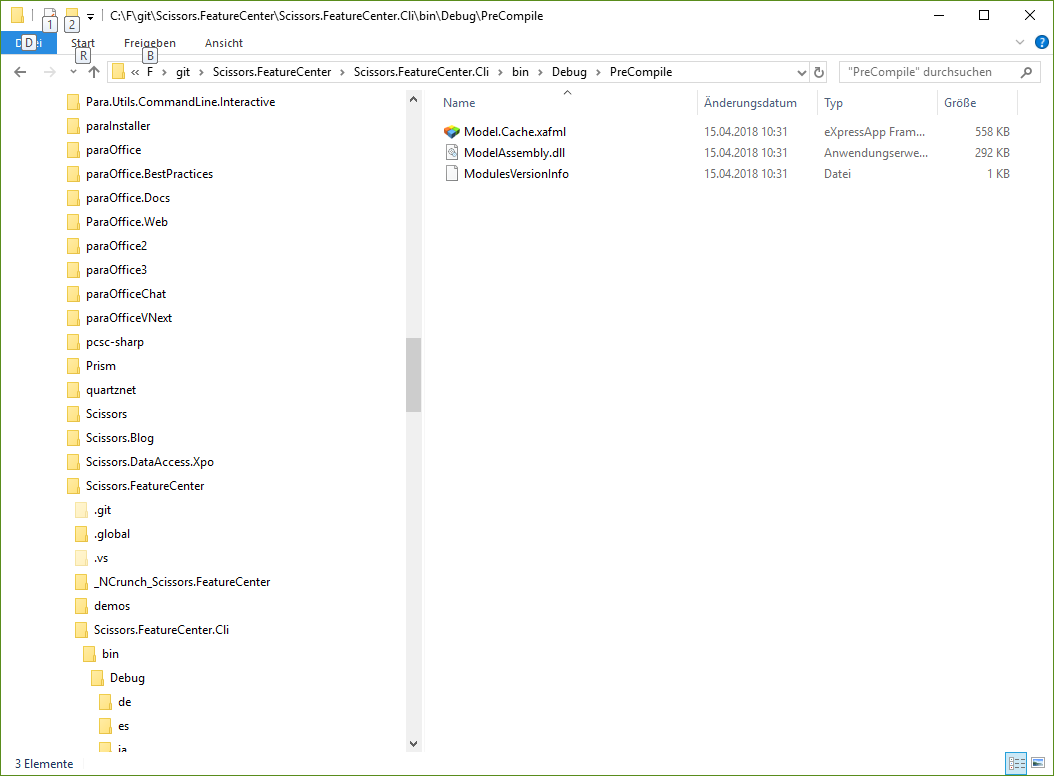 C:\F\git\Scissors.FeatureCenter\Scissors.FeatureCenter.Cli\bin\Debug\PreCompile
1 2
Start Freigeben Ansicht
D R B
« F > git > Scissors.FeatureCenter > Scissors.FeatureCenter.Cli > bin > Debug > PreCompile
"PreCompile" durchsuchen
Name Änderungsdatum Typ Größe
Model.Cache.xafml 15.04.2018 10:31 eXpressApp Fram... 558 KB
ModelAssembly.dll 15.04.2018 10:31 Anwendungserwe... 292 KB
ModulesVersionInfo 15.04.2018 10:31 Datei 1 KB
Para.Utils.CommandLine.Interactive
paraInstaller
paraOffice
paraOffice.BestPractices
paraOffice.Docs
ParaOffice.Web
paraOffice2
paraOffice3
paraOfficeChat
paraOfficeVNext
pcsc-sharp
Prism
quartznet
Scissors
Scissors.Blog
Scissors.DataAccess.Xpo
Scissors.FeatureCenter
.git
.global
.vs
_NCrunch_Scissors.FeatureCenter
demos
Scissors.FeatureCenter.Cli
bin
Debug
de
es
ja
3 Elemente